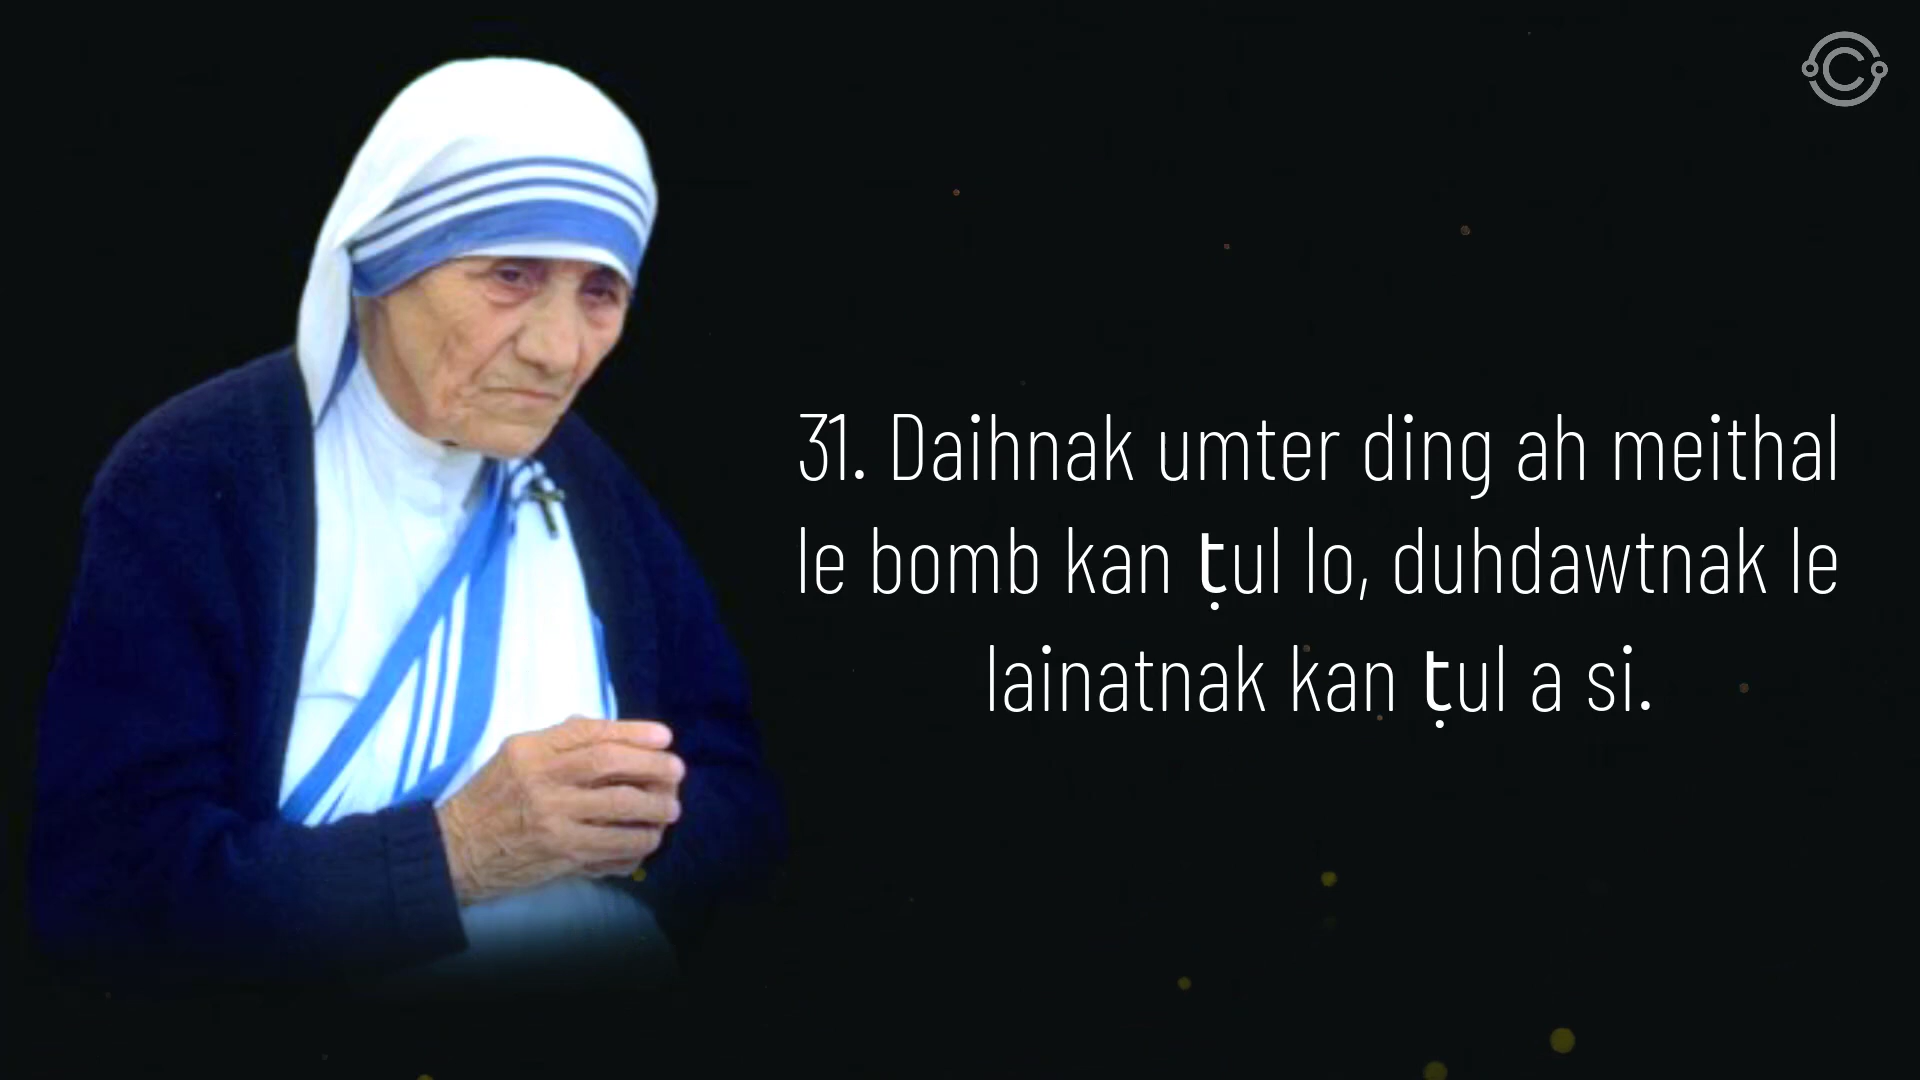 31. Daihnak umter ding ah meithal
le bomb kan ṭul lo, duhdawtnak le
lainatnak kan ṭul a si.